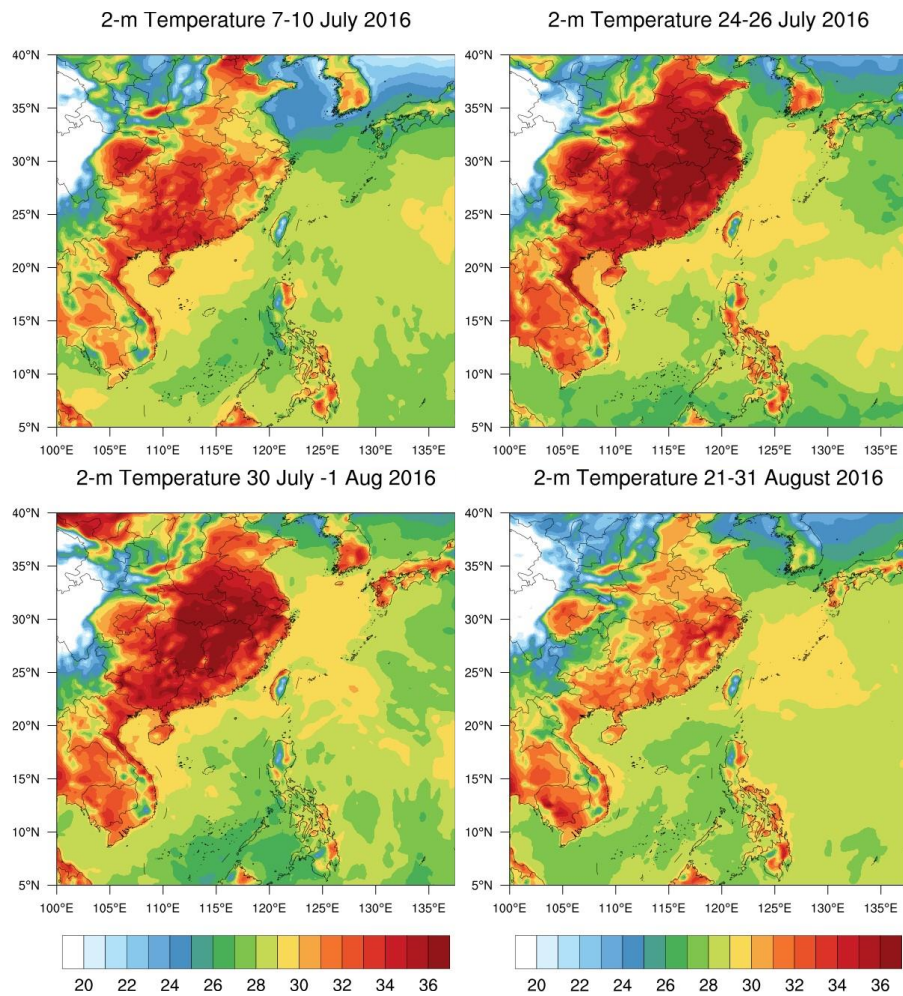 2-m Temperature 7-10 July 2016
2-m Temperature 24-26 July 2016
40°N
35°N
30°N
25°N
20°N
15°N
10°N
5°N
100°E 105°E 110°E 115°E 120°E 125°E 130°E 135°E
40°N
35°N
30°N
25°N
20°N
15°N
10°N
5°N
100°E 105°E 110°E 115°E 120°E 125°E 130°E 135°E
2-m Temperature 30 July -1 Aug 2016
2-m Temperature 21-31 August 2016
40°N
35°N
30°N
25°N
20°N
15°N
10°N
5°N
100°E 105°E 110°E 115°E 120°E 125°E 130°E 135°E
40°N
35°N
30°N
25°N
20°N
15°N
10°N
5°N
100°E 105°E 110°E 115°E 120°E 125°E 130°E 135°E
20 22 24 26 28 30 32 34 36
20 22 24 26 28 30 32 34 36